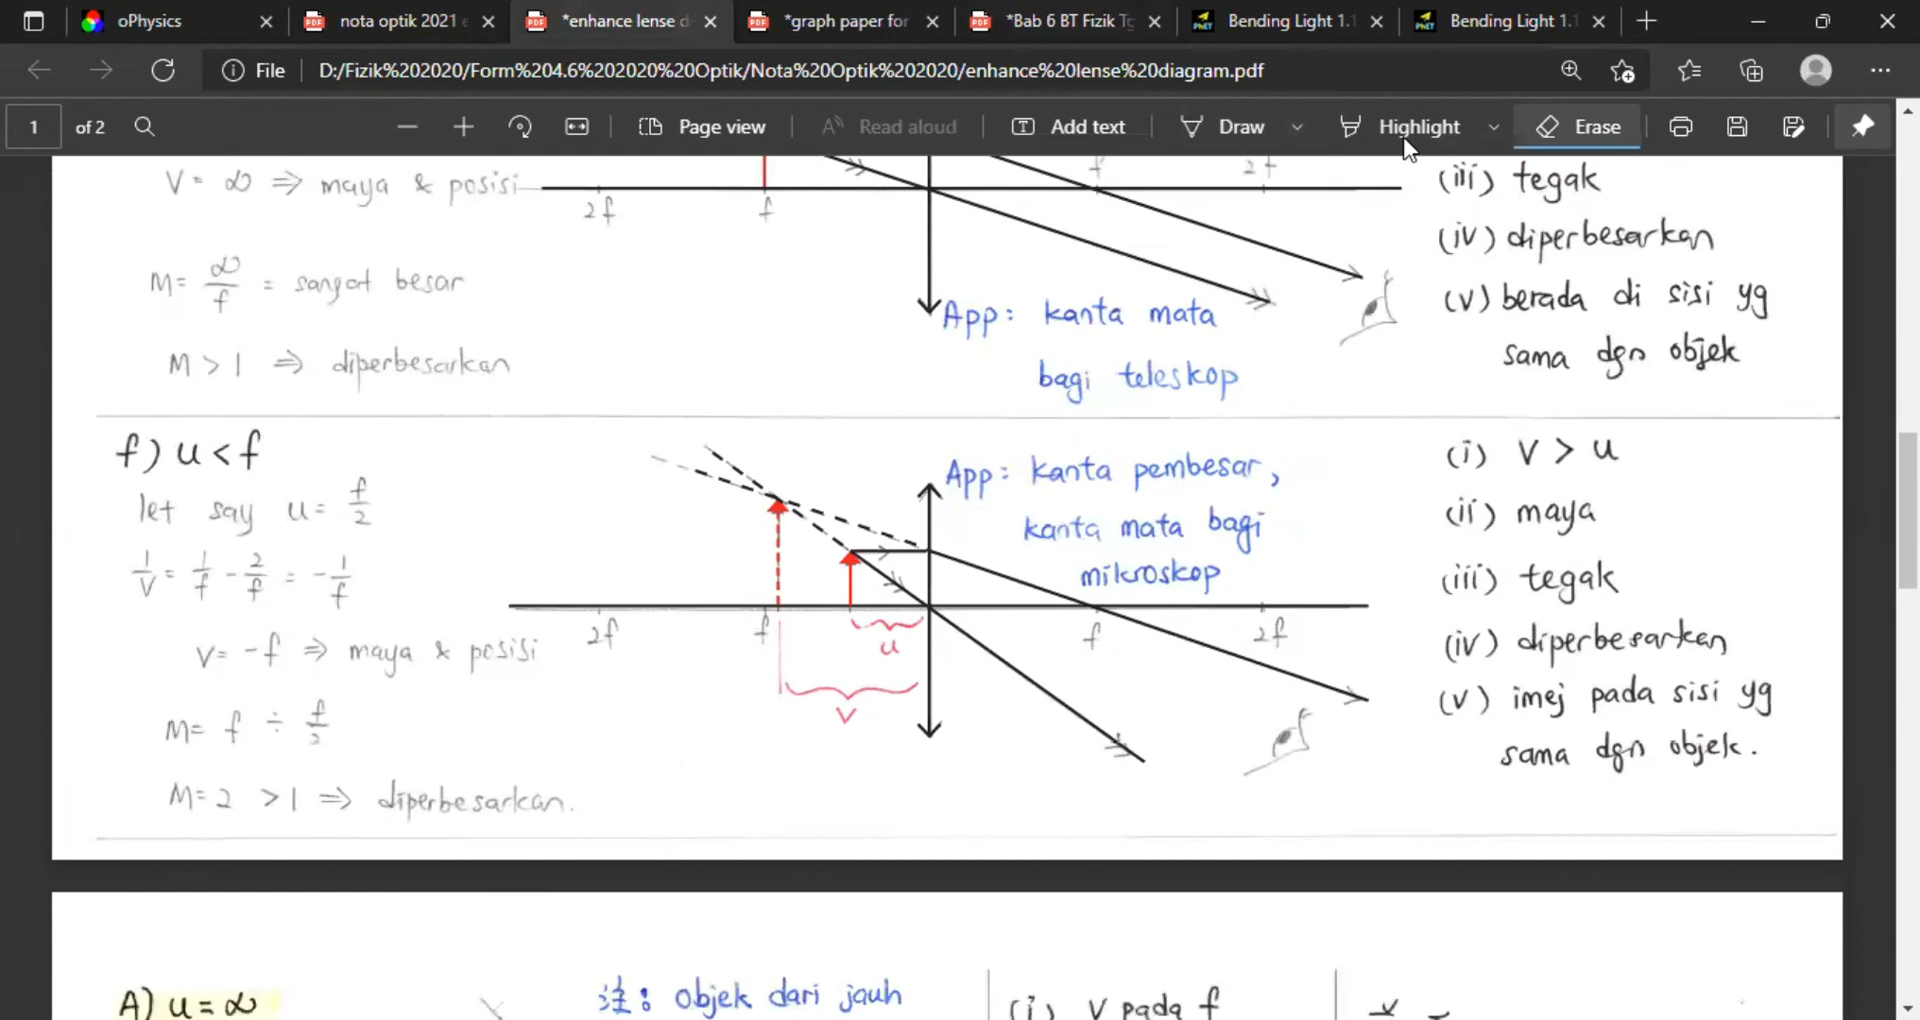 oPhysics
nota optik 2021
*enhance lense d
*graph paper for
*Bab 6 BT Fizik Tg
Bending Light 1.1
Bending Light 1.1
File
D:/Fizik%202020/Form%204.6%202020%20Optik/Nota%20Optik%202020/enhance%20lense%20diagram.pdf
1 of 2
Page view
Read aloud
Add text
Draw
Highlight
Erase
V = ∞ ⇒ maya & posisi
2f
f
f
2f
M = ∞/f = sangat besar
M > 1 ⇒ diperbesarkan
App: kanta mata
bagi teleskop
(iii) tegak
(iv) diperbesarkan
(v) berada di sisi yg
sama dgn objek
f) u < f
let say u = f/2
1/V = 1/f - 2/f = -1/f
V = -f ⇒ maya & posisi
M = f ÷ f/2
M = 2 > 1 ⇒ diperbesarkan.
App: kanta pembesar,
kanta mata bagi
mikroskop
2f
f
u
f
2f
V
(i) V > u
(ii) maya
(iii) tegak
(iv) diperbesarkan
(v) imej pada sisi yg
sama dgn objek.
A) u = ∞
注: objek dari jauh
(i) V pada f